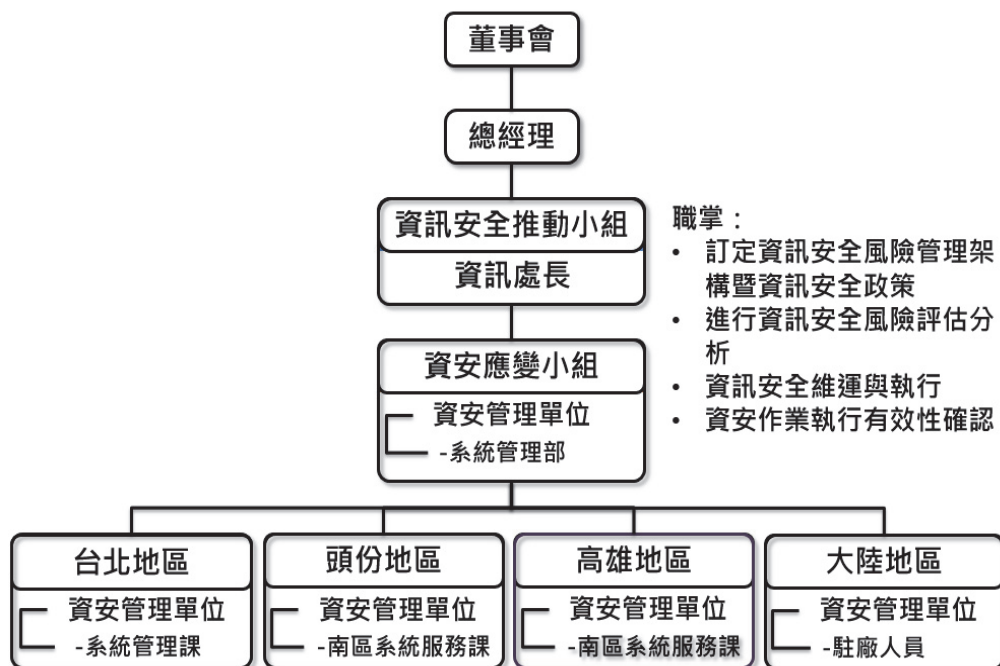 董事會
總經理
資訊安全推動小組
資訊處長
職掌：
• 訂定資訊安全風險管理架
構暨資訊安全政策
• 進行資訊安全風險評估分
析
• 資訊安全維運與執行
• 資安作業執行有效性確認
資安應變小組
資安管理單位
-系統管理部
台北地區
資安管理單位
-系統管理課
頭份地區
資安管理單位
-南區系統服務課
高雄地區
資安管理單位
-南區系統服務課
大陸地區
資安管理單位
-駐廠人員